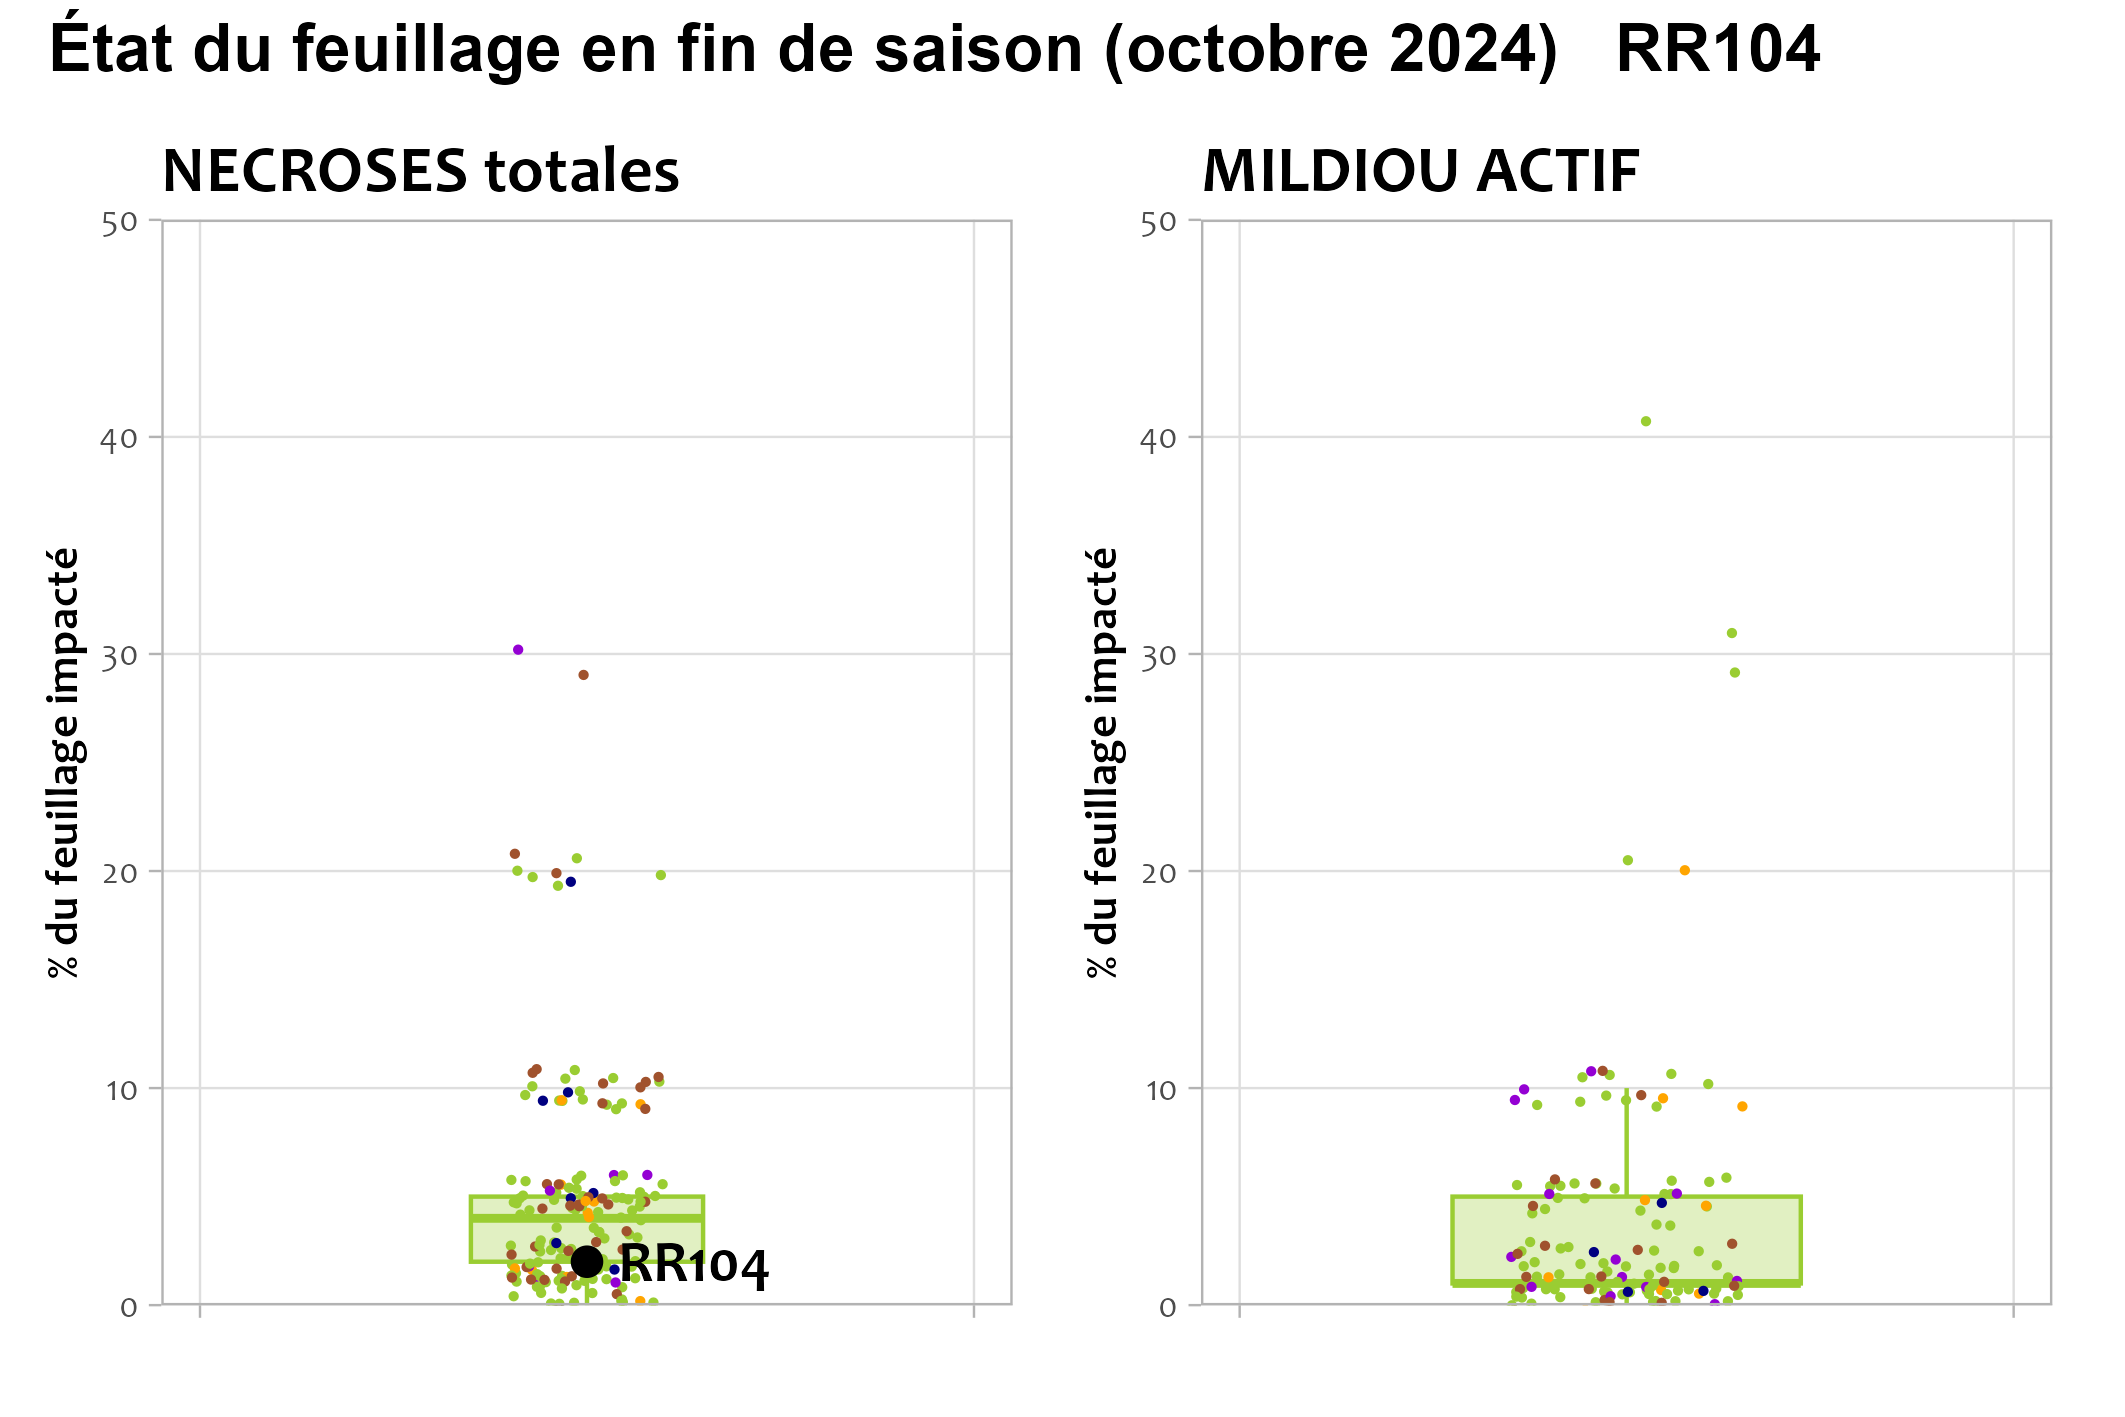 État du feuillage en fin de saison (octobre 2024) RR104
NECROSES totales
MILDIOU ACTIF
% du feuillage impacté
50
40
30
20
10
0
RR104
% du feuillage impacté
50
40
30
20
10
0